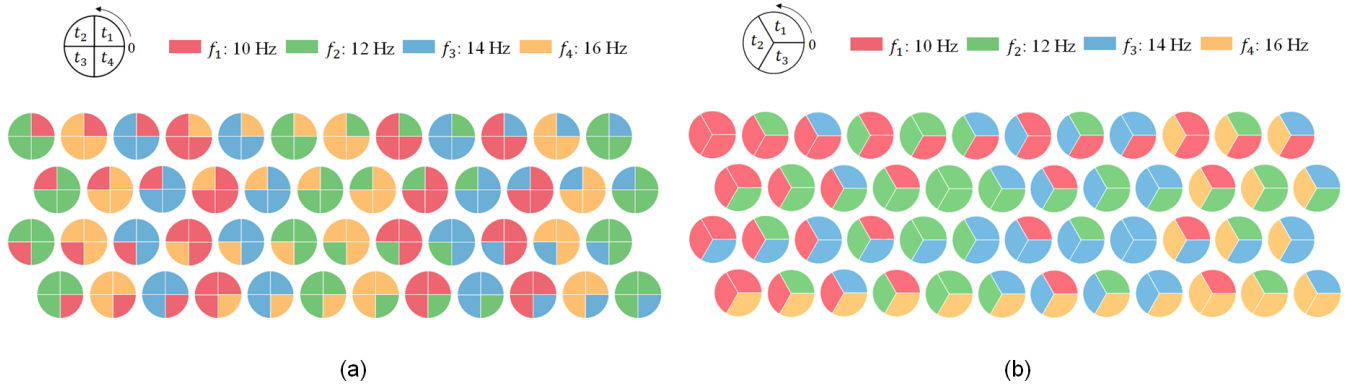 t₂ t₁
t₃ t₄
0
f₁: 10 Hz f₂: 12 Hz f₃: 14 Hz f₄: 16 Hz
t₁
t₂
t₃
0
f₁: 10 Hz f₂: 12 Hz f₃: 14 Hz f₄: 16 Hz
(a)
(b)